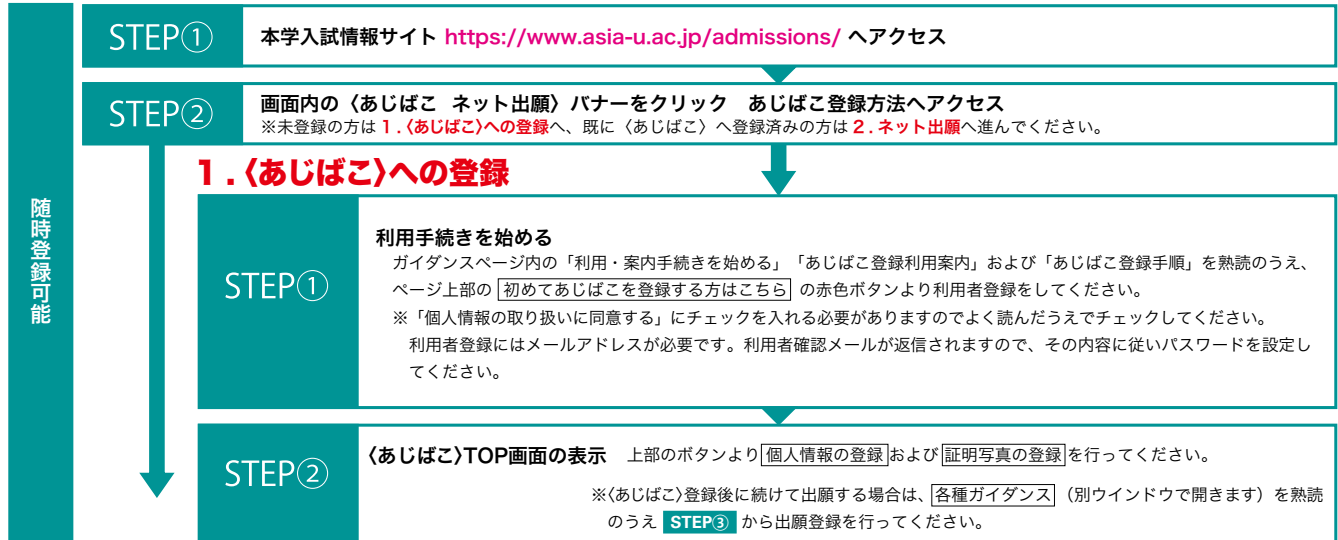 随時登録可能
STEP①
本学入試情報サイト https://www.asia-u.ac.jp/admissions/ へアクセス
STEP②
画面内の〈あじばこ ネット出願〉バナーをクリック　あじばこ登録方法へアクセス
※未登録の方は１.〈あじばこ〉への登録へ、既に〈あじばこ〉へ登録済みの方は２.ネット出願へ進んでください。
１.〈あじばこ〉への登録
STEP①
利用手続きを始める
ガイダンスページ内の「利用・案内手続きを始める」「あじばこ登録利用案内」および「あじばこ登録手順」を熟読のうえ、
ページ上部の 初めてあじばこを登録する方はこちら の赤色ボタンより利用者登録をしてください。
※「個人情報の取り扱いに同意する」にチェックを入れる必要がありますのでよく読んだうえでチェックしてください。
利用者登録にはメールアドレスが必要です。利用者確認メールが返信されますので、その内容に従いパスワードを設定し
てください。
STEP②
〈あじばこ〉TOP画面の表示　上部のボタンより 個人情報の登録 および 証明写真の登録 を行ってください。
※〈あじばこ〉登録後に続けて出願する場合は、各種ガイダンス（別ウインドウで開きます）を熟読
のうえ STEP③ から出願登録を行ってください。